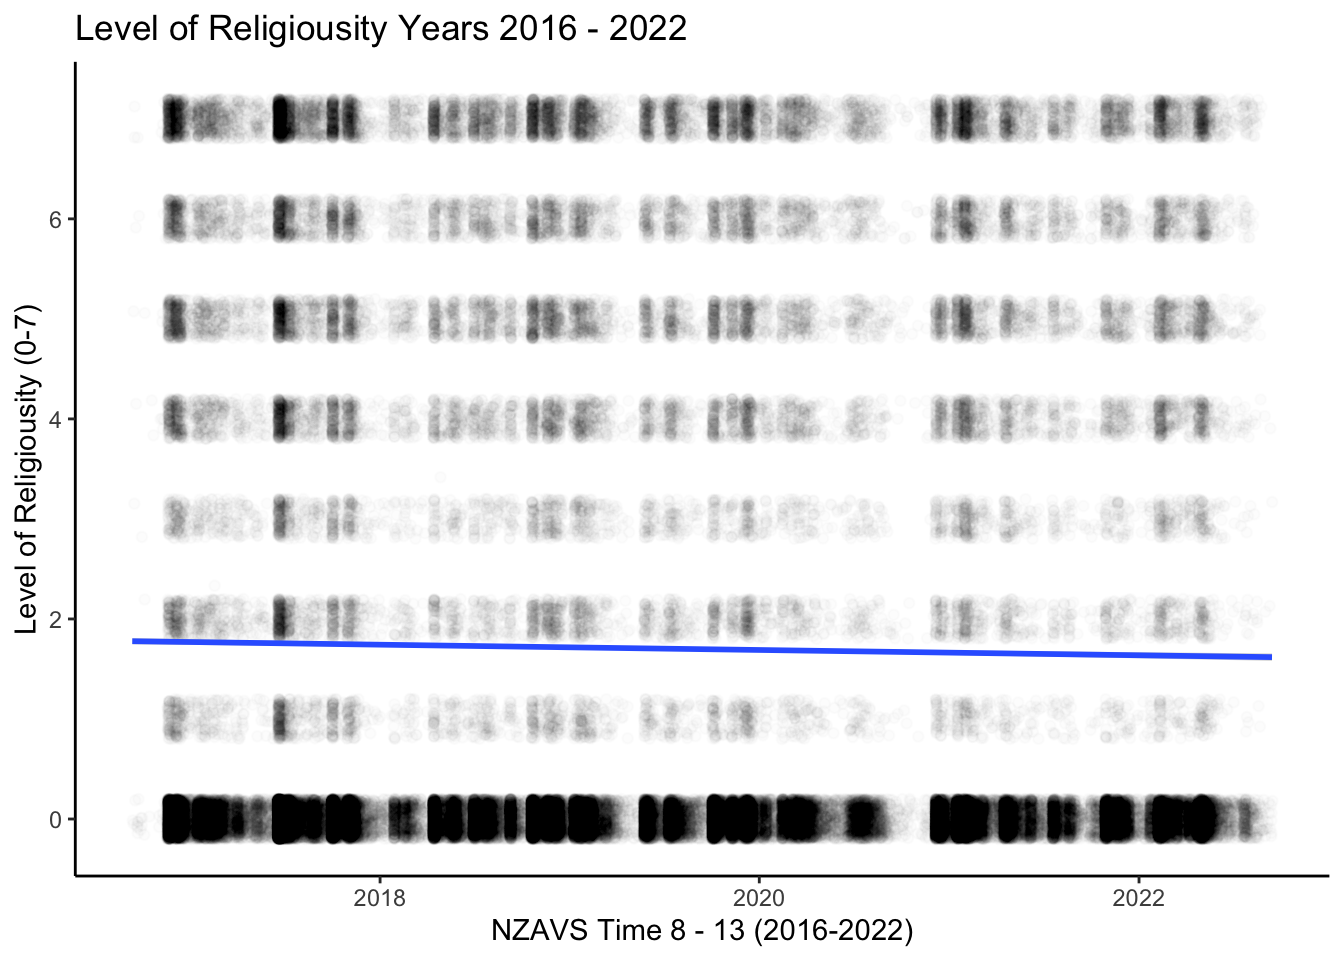 Level of Religiousity Years 2016 - 2022
Level of Religiousity (0-7)
6
4
2
0
2018
2020
2022
NZAVS Time 8 - 13 (2016-2022)